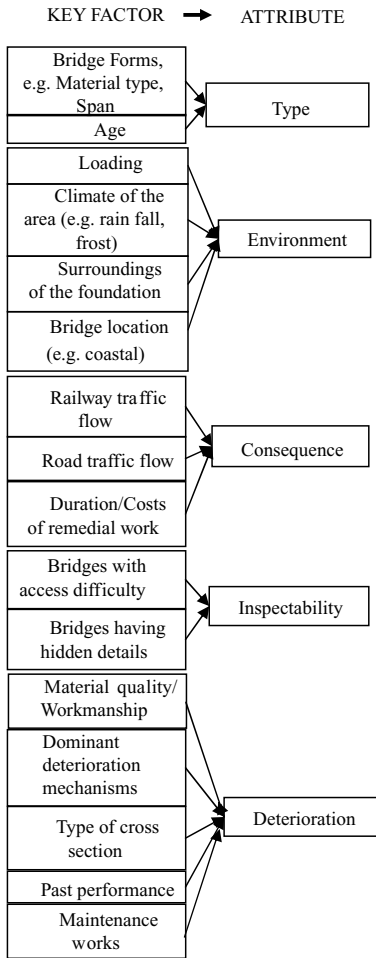 KEY FACTOR → ATTRIBUTE
Bridge Forms,
e.g. Material type,
Span
Age
Type
Loading
Climate of the
area (e.g. rain fall,
frost)
Surroundings
of the foundation
Bridge location
(e.g. coastal)
Environment
Railway traffic
flow
Road traffic flow
Duration/Costs
of remedial work
Consequence
Bridges with
access difficulty
Bridges having
hidden details
Inspectability
Material quality/
Workmanship
Dominant
deterioration
mechanisms
Type of cross
section
Past performance
Maintenance
works
Deterioration